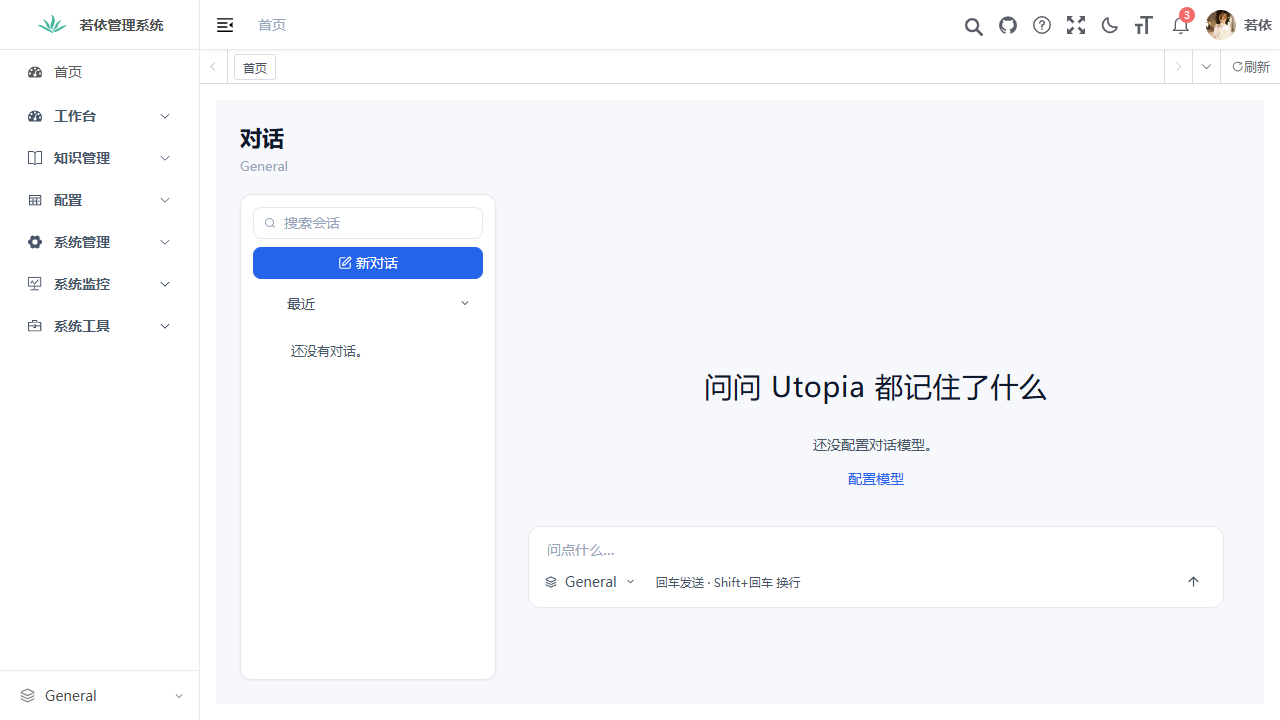 若依管理系统
首页
3
若依
首页
工作台
知识管理
配置
系统管理
系统监控
系统工具
General
首页
刷新
对话
General
搜索会话
新对话
最近
还没有对话。
问问 Utopia 都记住了什么
还没配置对话模型。
配置模型
问点什么...
General
回车发送 · Shift+回车 换行